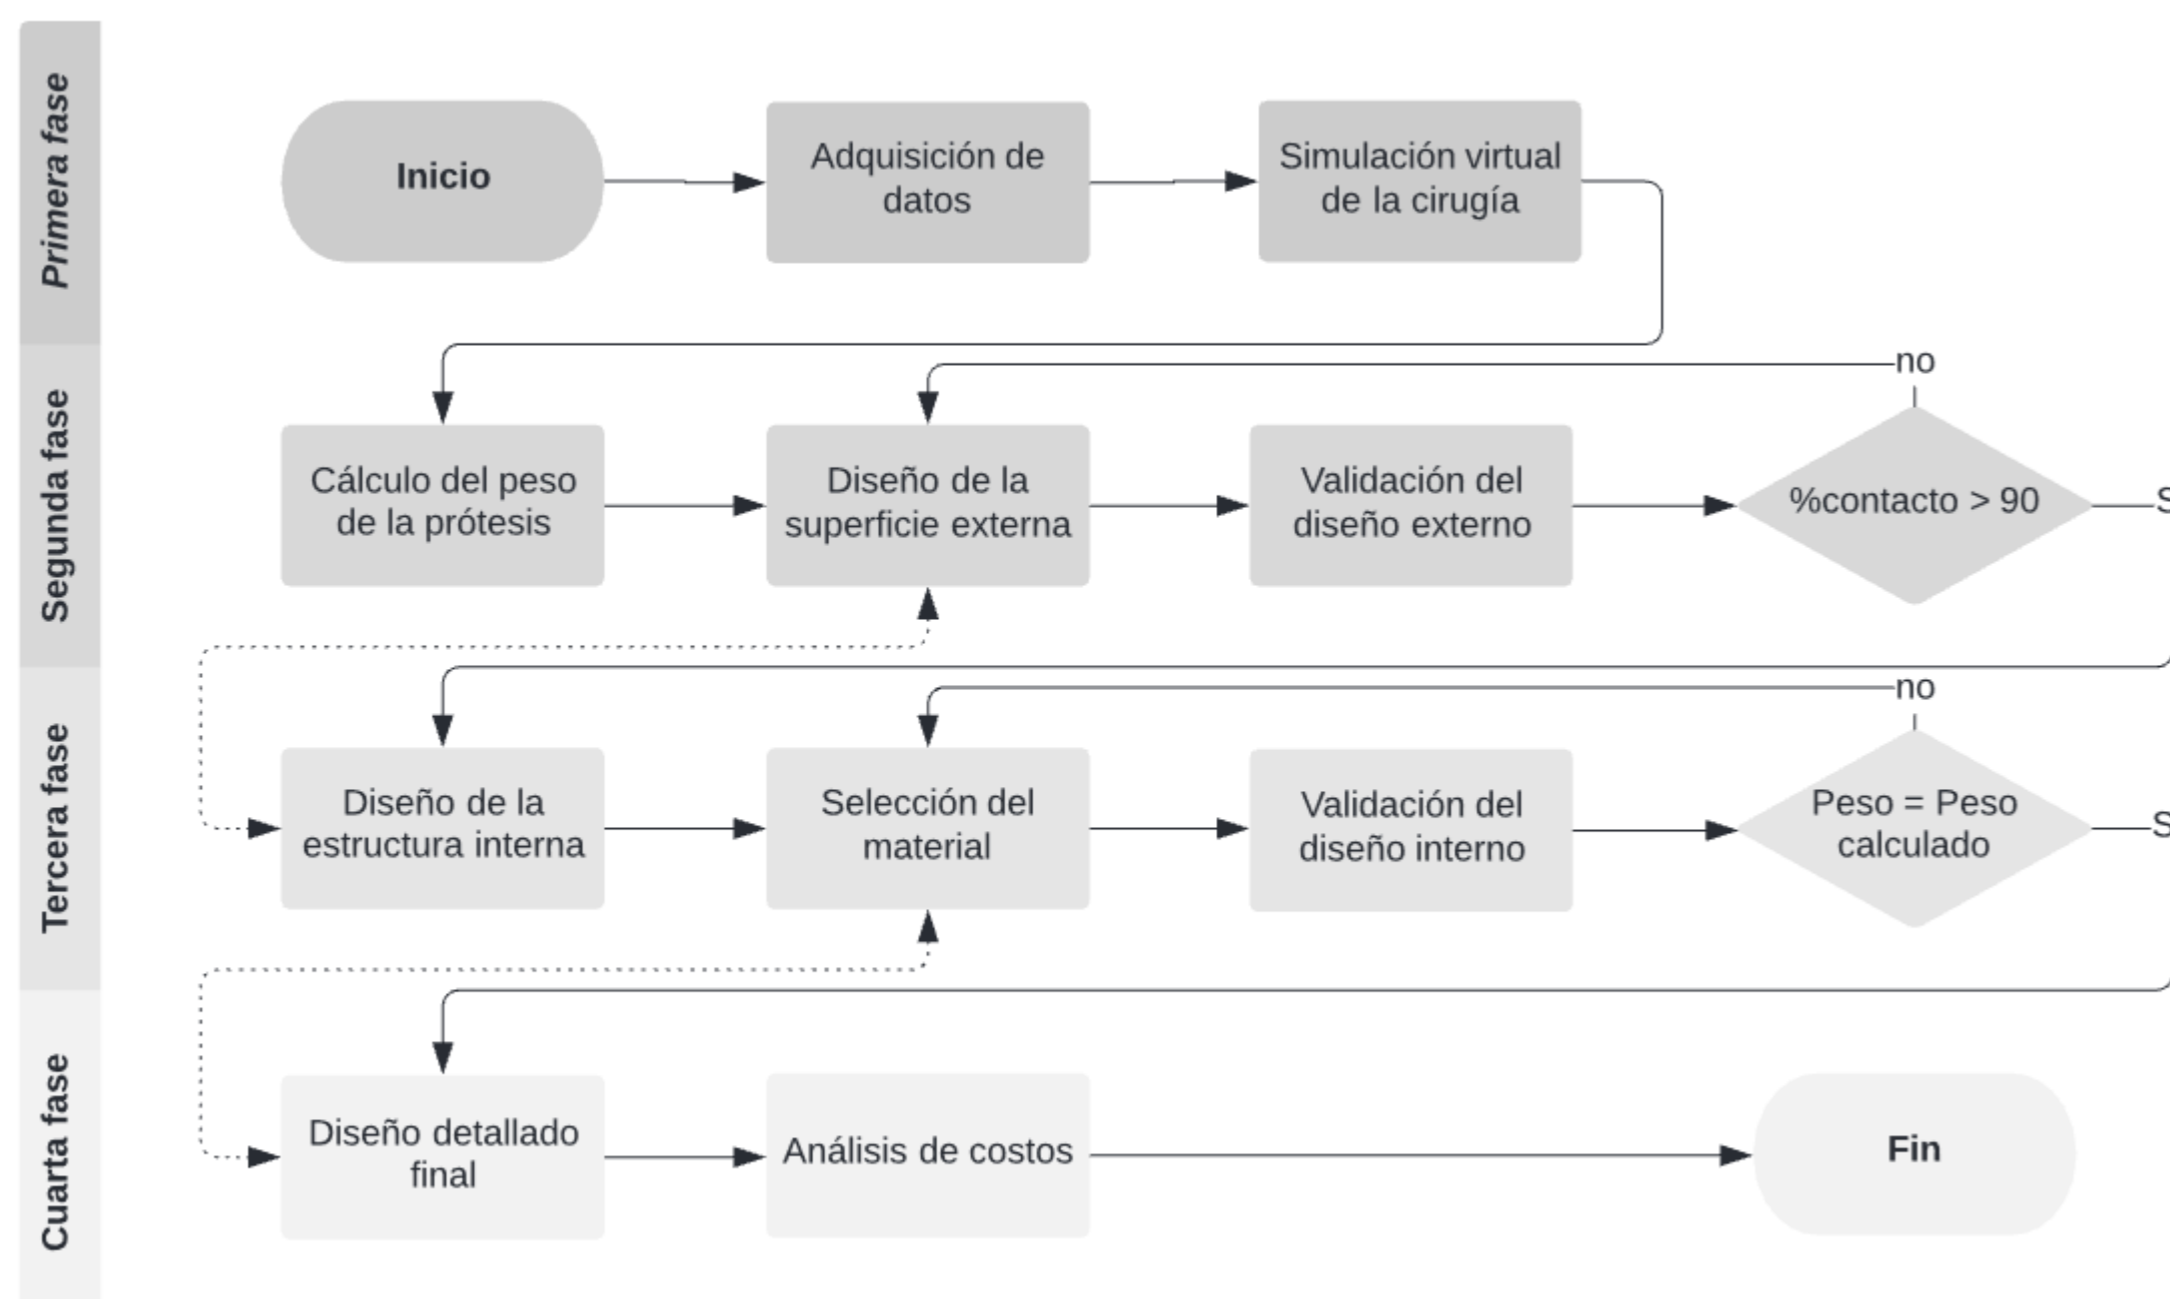 Primera fase
Inicio
Adquisición de
datos
Simulación virtual
de la cirugía
Segunda fase
no
Cálculo del peso
de la prótesis
Diseño de la
superficie externa
Validación del
diseño externo
%contacto > 90
Tercera fase
no
Diseño de la
estructura interna
Selección del
material
Validación del
diseño interno
Peso = Peso
calculado
Cuarta fase
Diseño detallado
final
Análisis de costos
Fin